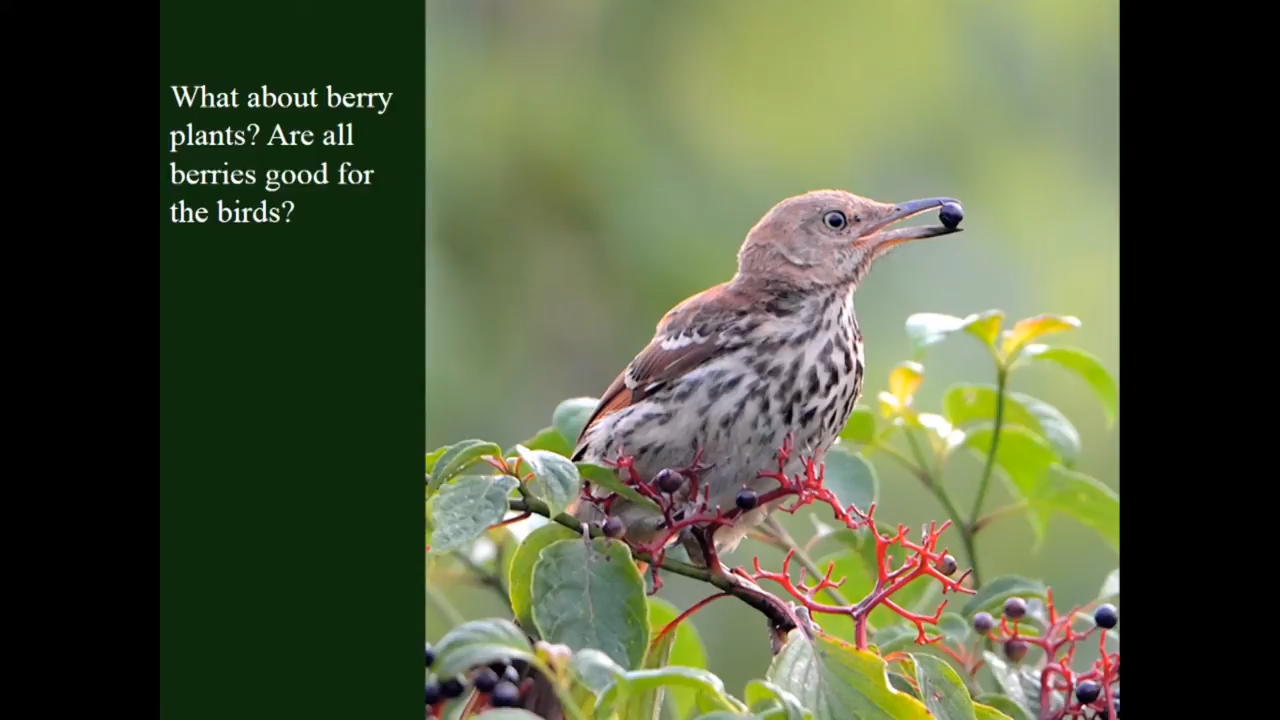 What about berry
plants? Are all
berries good for
the birds?